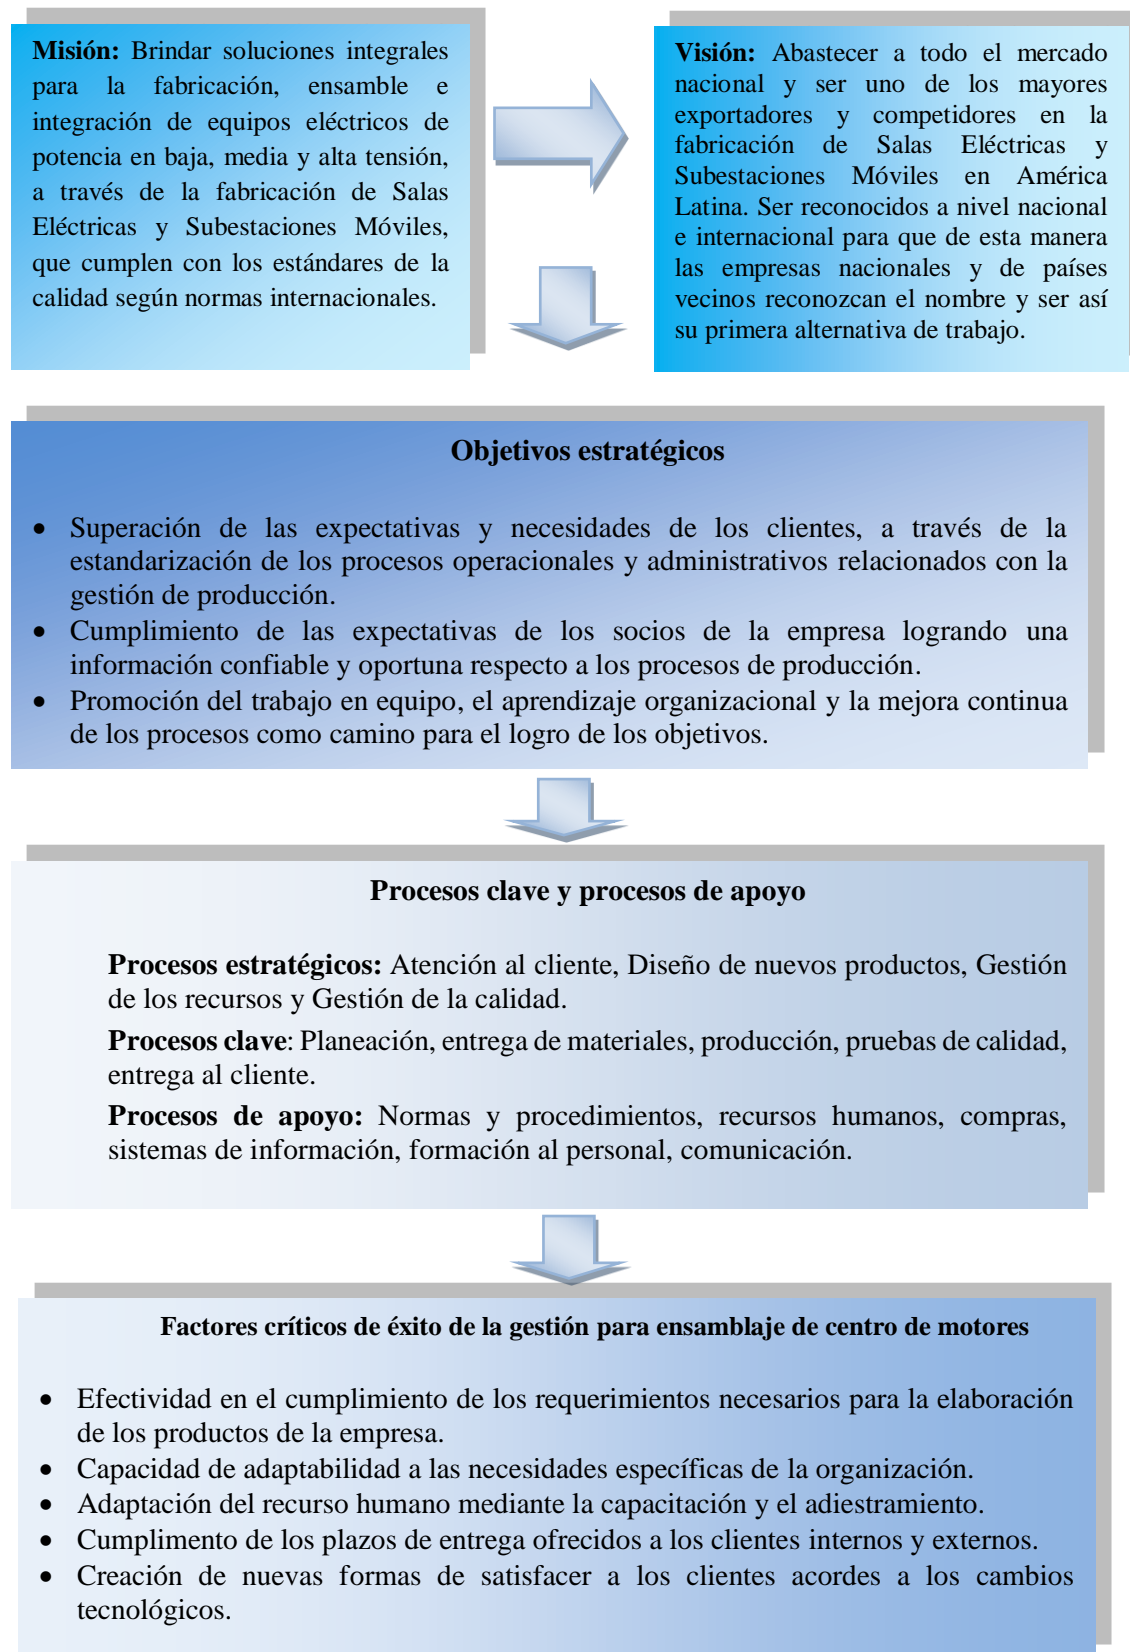 Misión: Brindar soluciones integrales
para la fabricación, ensamble e
integración de equipos eléctricos de
potencia en baja, media y alta tensión,
a través de la fabricación de Salas
Eléctricas y Subestaciones Móviles,
que cumplen con los estándares de la
calidad según normas internacionales.
Visión: Abastecer a todo el mercado
nacional y ser uno de los mayores
exportadores y competidores en la
fabricación de Salas Eléctricas y
Subestaciones Móviles en América
Latina. Ser reconocidos a nivel nacional
e internacional para que de esta manera
las empresas nacionales y de países
vecinos reconozcan el nombre y ser así
su primera alternativa de trabajo.
Objetivos estratégicos
• Superación de las expectativas y necesidades de los clientes, a través de la
estandarización de los procesos operacionales y administrativos relacionados con la
gestión de producción.
• Cumplimiento de las expectativas de los socios de la empresa logrando una
información confiable y oportuna respecto a los procesos de producción.
• Promoción del trabajo en equipo, el aprendizaje organizacional y la mejora continua
de los procesos como camino para el logro de los objetivos.
Procesos clave y procesos de apoyo
Procesos estratégicos: Atención al cliente, Diseño de nuevos productos, Gestión
de los recursos y Gestión de la calidad.
Procesos clave: Planeación, entrega de materiales, producción, pruebas de calidad,
entrega al cliente.
Procesos de apoyo: Normas y procedimientos, recursos humanos, compras,
sistemas de información, formación al personal, comunicación.
Factores críticos de éxito de la gestión para ensamblaje de centro de motores
• Efectividad en el cumplimiento de los requerimientos necesarios para la elaboración
de los productos de la empresa.
• Capacidad de adaptabilidad a las necesidades específicas de la organización.
• Adaptación del recurso humano mediante la capacitación y el adiestramiento.
• Cumplimento de los plazos de entrega ofrecidos a los clientes internos y externos.
• Creación de nuevas formas de satisfacer a los clientes acordes a los cambios
tecnológicos.